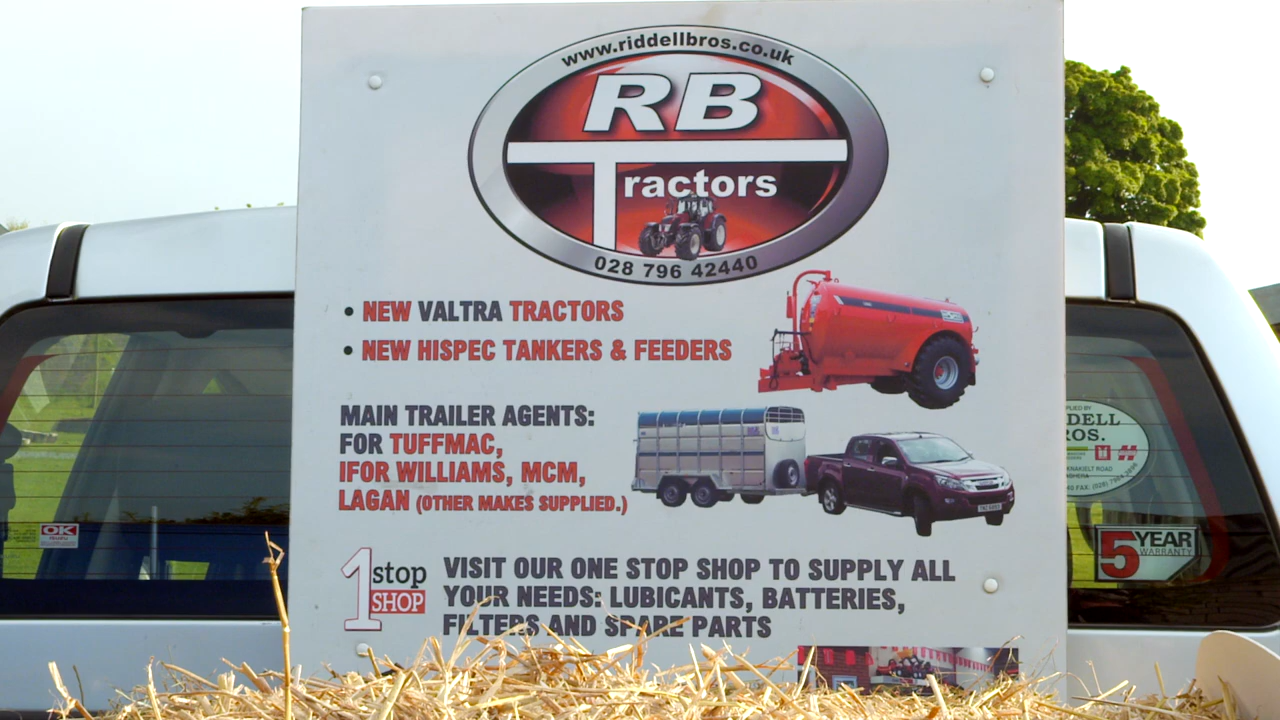 www.riddellbros.co.uk
RB
Tractors
028 796 42440
• NEW VALTRA TRACTORS
• NEW HISPEC TANKERS & FEEDERS
MAIN TRAILER AGENTS:
FOR TUFFMAC,
IFOR WILLIAMS, MCM,
LAGAN (OTHER MAKES SUPPLIED.)
1 stop
SHOP
VISIT OUR ONE STOP SHOP TO SUPPLY ALL
YOUR NEEDS: LUBICANTS, BATTERIES,
FILTERS AND SPARE PARTS
OK
DDELL
ROS.
5 YEAR
WARRANTY